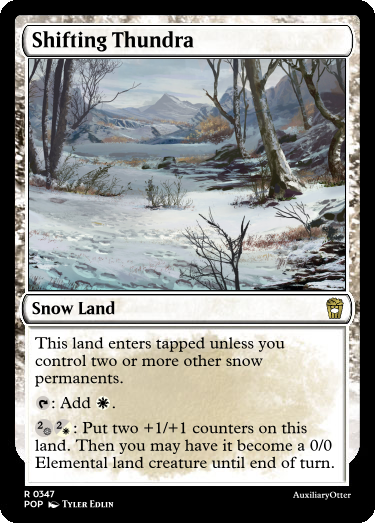 Shifting Thundra
Snow Land
This land enters tapped unless you
control two or more other snow
permanents.
: Add .
2 2 : Put two +1/+1 counters on this
land. Then you may have it become a 0/0
Elemental land creature until end of turn.
R 0347
POP Tyler Edlin
AuxiliaryOtter